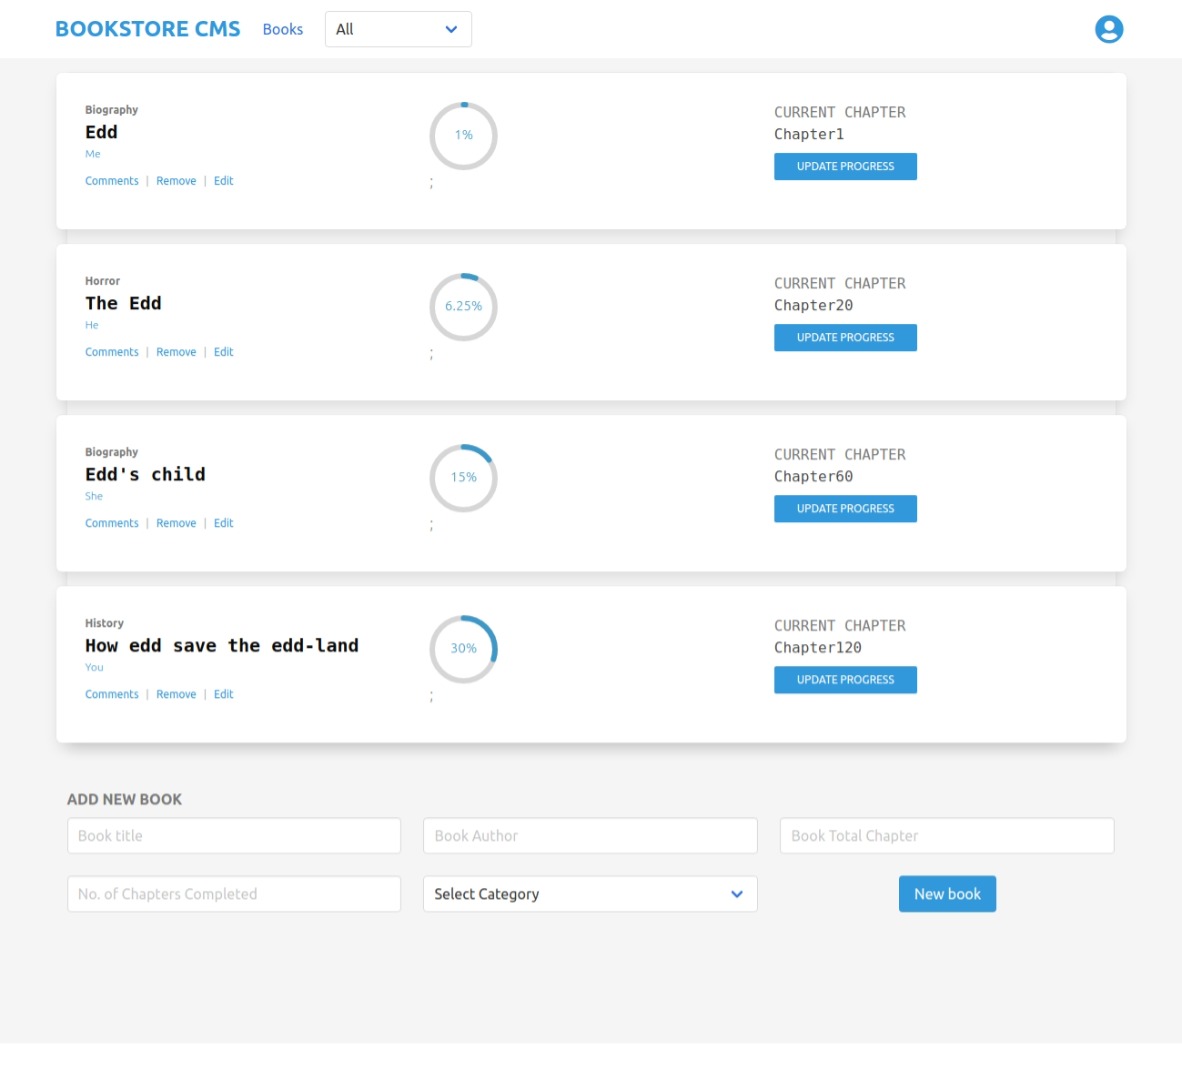 BOOKSTORE CMS Books All
Biography
Edd
Me
Comments | Remove | Edit
1%
;
CURRENT CHAPTER
Chapter1
UPDATE PROGRESS
Horror
The Edd
He
Comments | Remove | Edit
6.25%
;
CURRENT CHAPTER
Chapter20
UPDATE PROGRESS
Biography
Edd's child
She
Comments | Remove | Edit
15%
;
CURRENT CHAPTER
Chapter60
UPDATE PROGRESS
History
How edd save the edd-land
You
Comments | Remove | Edit
30%
;
CURRENT CHAPTER
Chapter120
UPDATE PROGRESS
ADD NEW BOOK
Book title Book Author Book Total Chapter
No. of Chapters Completed Select Category New book